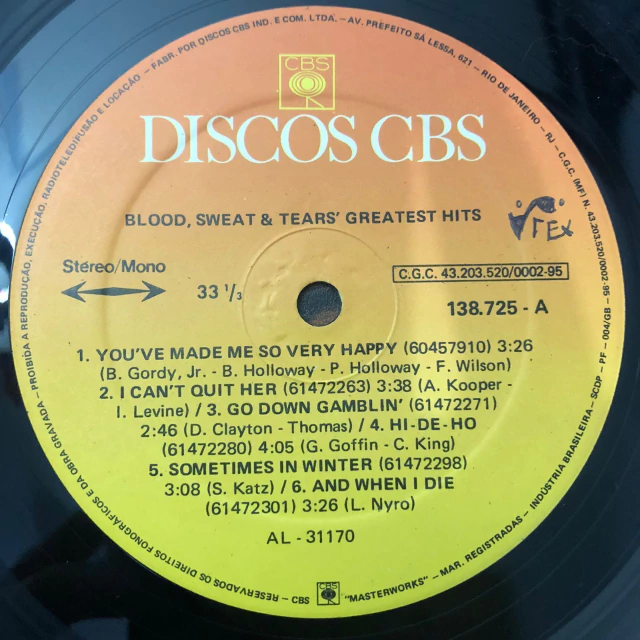 FABR. POR DISCOS CBS IND. E COM. LTDA. — AV. PREFEITO SÁ LESSA, 621 — RIO DE JANEIRO — RJ — C.G.C. (MF) N. 43.203.520/0002-95
CBS
DISCOS CBS
BLOOD, SWEAT & TEARS' GREATEST HITS
Stéreo/Mono
33 1/3
C.G.C. 43.203.520/0002-95
138.725 - A
1. YOU'VE MADE ME SO VERY HAPPY (60457910) 3:26
(B. Gordy, Jr. - B. Holloway - P. Holloway - F. Wilson)
2. I CAN'T QUIT HER (61472263) 3:38 (A. Kooper -
I. Levine) / 3. GO DOWN GAMBLIN' (61472271)
2:46 (D. Clayton - Thomas) / 4. HI-DE-HO
(61472280) 4:05 (G. Goffin - C. King)
5. SOMETIMES IN WINTER (61472298)
3:08 (S. Katz) / 6. AND WHEN I DIE
(61472301) 3:26 (L. Nyro)
AL - 31170
SCDP — PF — 004/GB — INDÚSTRIA BRASILEIRA — MAR. REGISTRADAS — "MASTERWORKS" CBS CBS — RESERVADOS OS DIREITOS FONOGRÁFICOS E DA OBRA GRAVADA — PROIBIDA A REPRODUÇÃO, EXECUÇÃO, RADIOTELEDIFUSÃO E LOCAÇÃO —